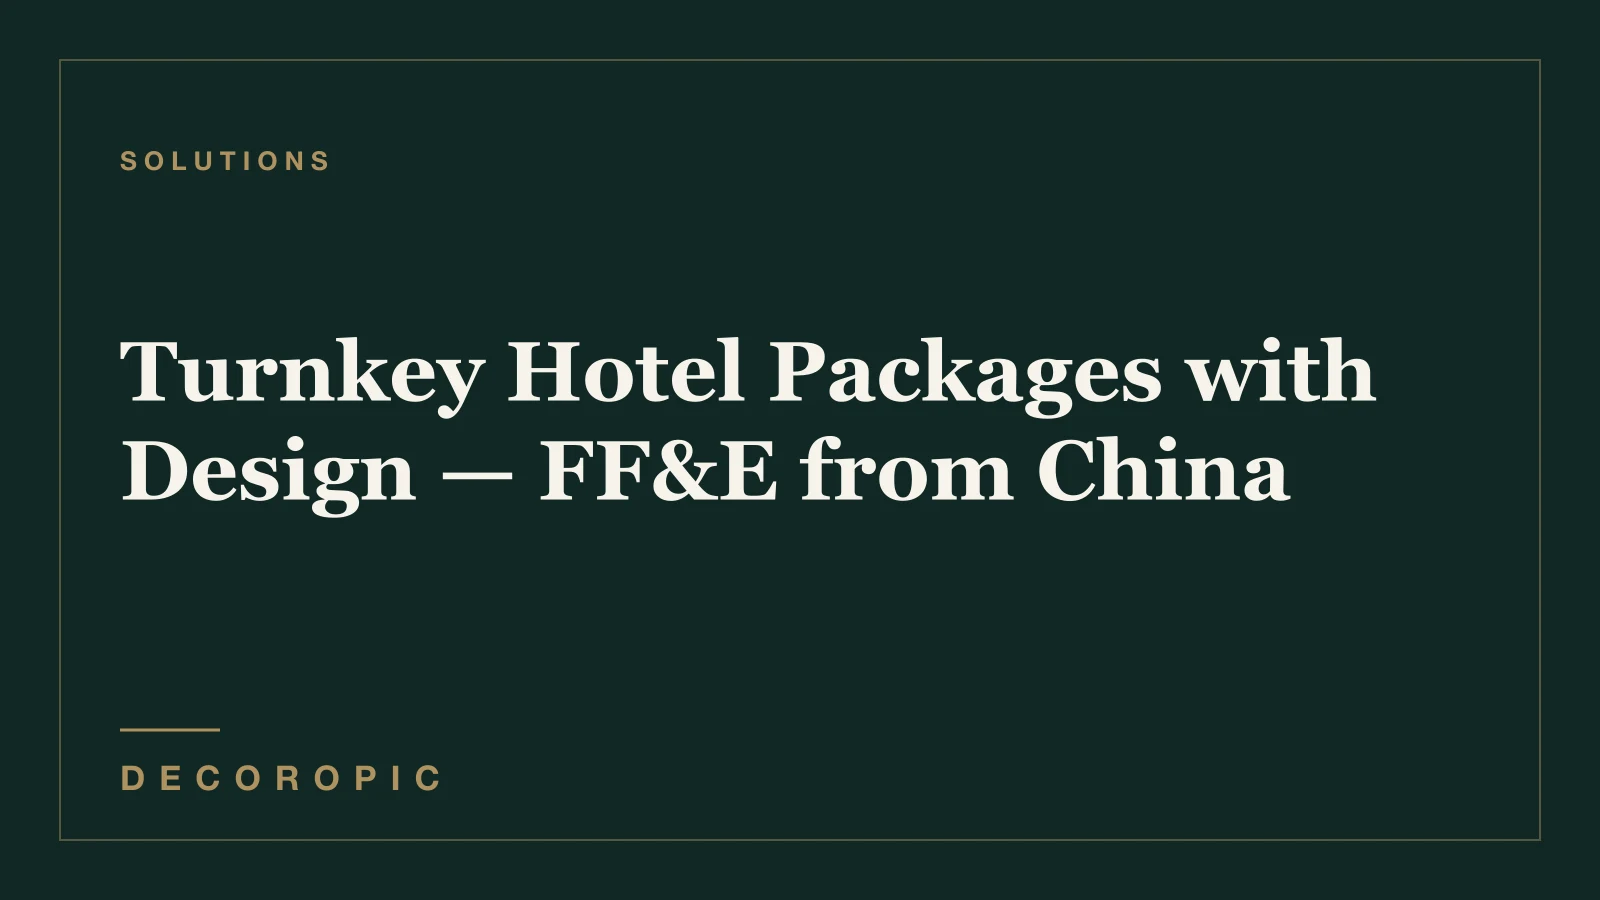 SOLUTIONS
Turnkey Hotel Packages with
Design — FF&E from China
DECOROPIC